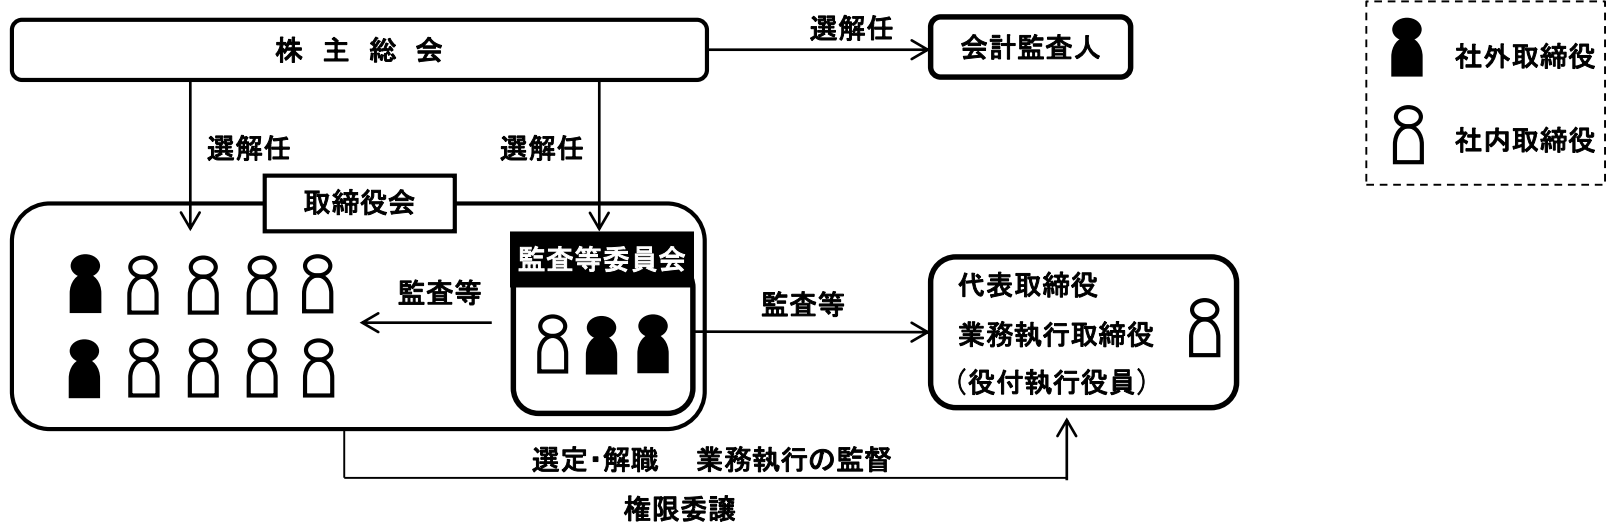 株主総会
選解任
会計監査人
社外取締役
社内取締役
選解任
選解任
取締役会
監査等委員会
監査等
監査等
代表取締役
業務執行取締役
（役付執行役員）
選定・解職　業務執行の監督
権限委譲